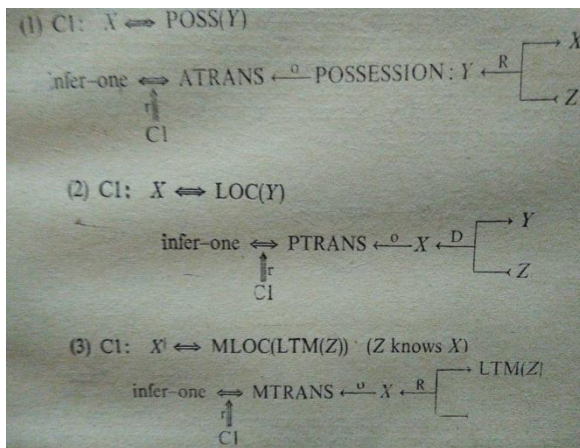 (1) C1: X ⟺ POSS(Y)
X
infer-one ⟺ ATRANS ←o POSSESSION: Y ←R
Z
r
C1
(2) C1: X ⟺ LOC(Y)
Y
infer-one ⟺ PTRANS ←o X ←D
Z
r
C1
(3) C1: X ⟺ MLOC(LTM(Z)) (Z knows X)
LTM(Z)
infer-one ⟺ MTRANS ←o X ←R
r
C1